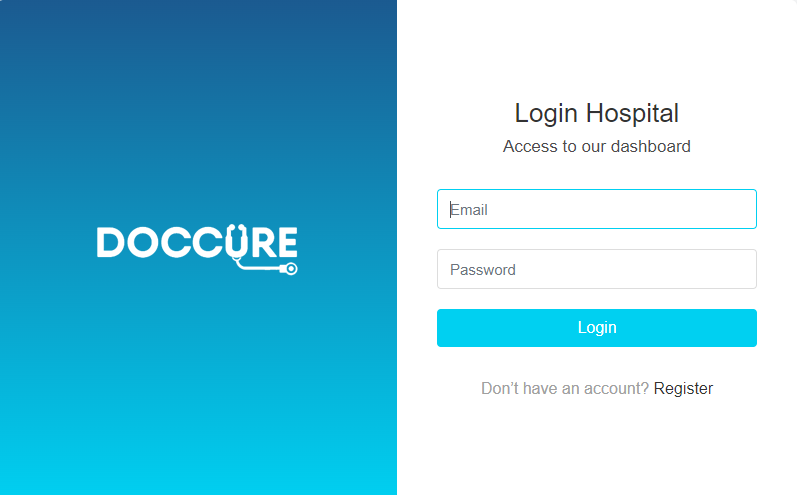 DOCCURE
Login Hospital
Access to our dashboard
Email
Password
Login
Don't have an account? Register